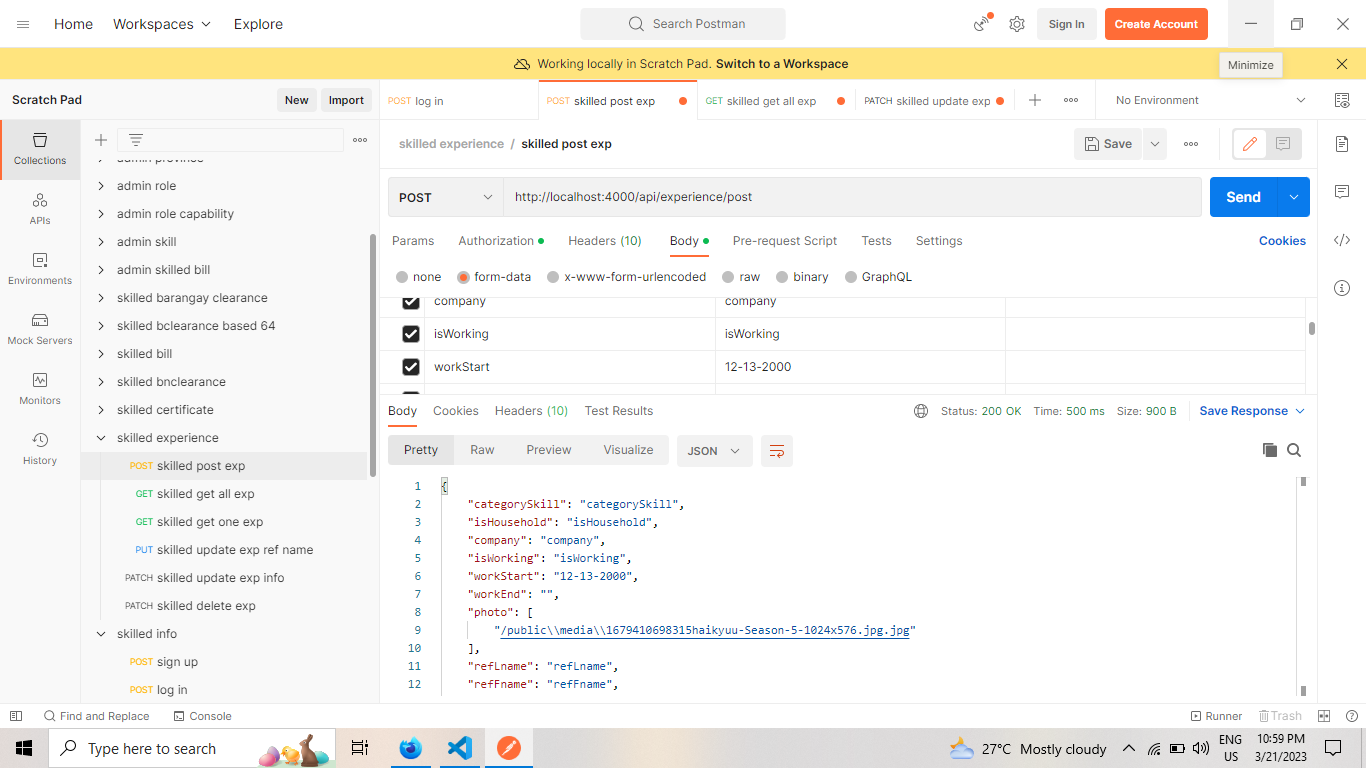 Home Workspaces Explore Search Postman Sign In Create Account
Working locally in Scratch Pad. Switch to a Workspace
Minimize
Scratch Pad New Import
POST log in POST skilled post exp GET skilled get all exp PATCH skilled update exp No Environment
Collections
APIs
Environments
Mock Servers
Monitors
History
admin province
admin role
admin role capability
admin skill
admin skilled bill
skilled barangay clearance
skilled bclearance based 64
skilled bill
skilled bnclearance
skilled certificate
skilled experience
POST skilled post exp
GET skilled get all exp
GET skilled get one exp
PUT skilled update exp ref name
PATCH skilled update exp info
PATCH skilled delete exp
skilled info
POST sign up
POST log in
skilled experience / skilled post exp Save
POST http://localhost:4000/api/experience/post Send
Params Authorization Headers (10) Body Pre-request Script Tests Settings Cookies
none form-data x-www-form-urlencoded raw binary GraphQL
company company
isWorking isWorking
workStart 12-13-2000
Body Cookies Headers (10) Test Results Status: 200 OK Time: 500 ms Size: 900 B Save Response
Pretty Raw Preview Visualize JSON
1 {
2 "categorySkill": "categorySkill",
3 "isHousehold": "isHousehold",
4 "company": "company",
5 "isWorking": "isWorking",
6 "workStart": "12-13-2000",
7 "workEnd": "",
8 "photo": [
9 "/public\\media\\1679410698315haikyuu-Season-5-1024x576.jpg.jpg"
10 ],
11 "refLname": "refLname",
12 "refFname": "refFname",
Find and Replace Console Runner Trash
Type here to search 27°C Mostly cloudy ENG US 10:59 PM 3/21/2023